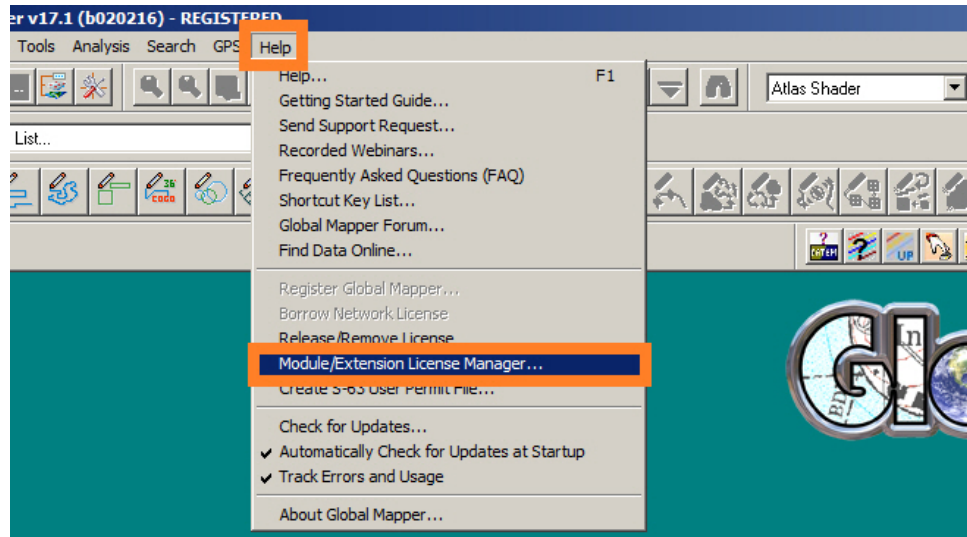 er v17.1 (b020216) - REGISTERED
Tools Analysis Search GPS Help
Help... F1
Atlas Shader
Getting Started Guide...
Send Support Request...
List...
Recorded Webinars...
Frequently Asked Questions (FAQ)
Shortcut Key List...
Global Mapper Forum...
Find Data Online...
Register Global Mapper...
Borrow Network License
Release/Remove License
Module/Extension License Manager...
Create S-63 User Permit File...
Check for Updates...
Automatically Check for Updates at Startup
Track Errors and Usage
About Global Mapper...
Glo